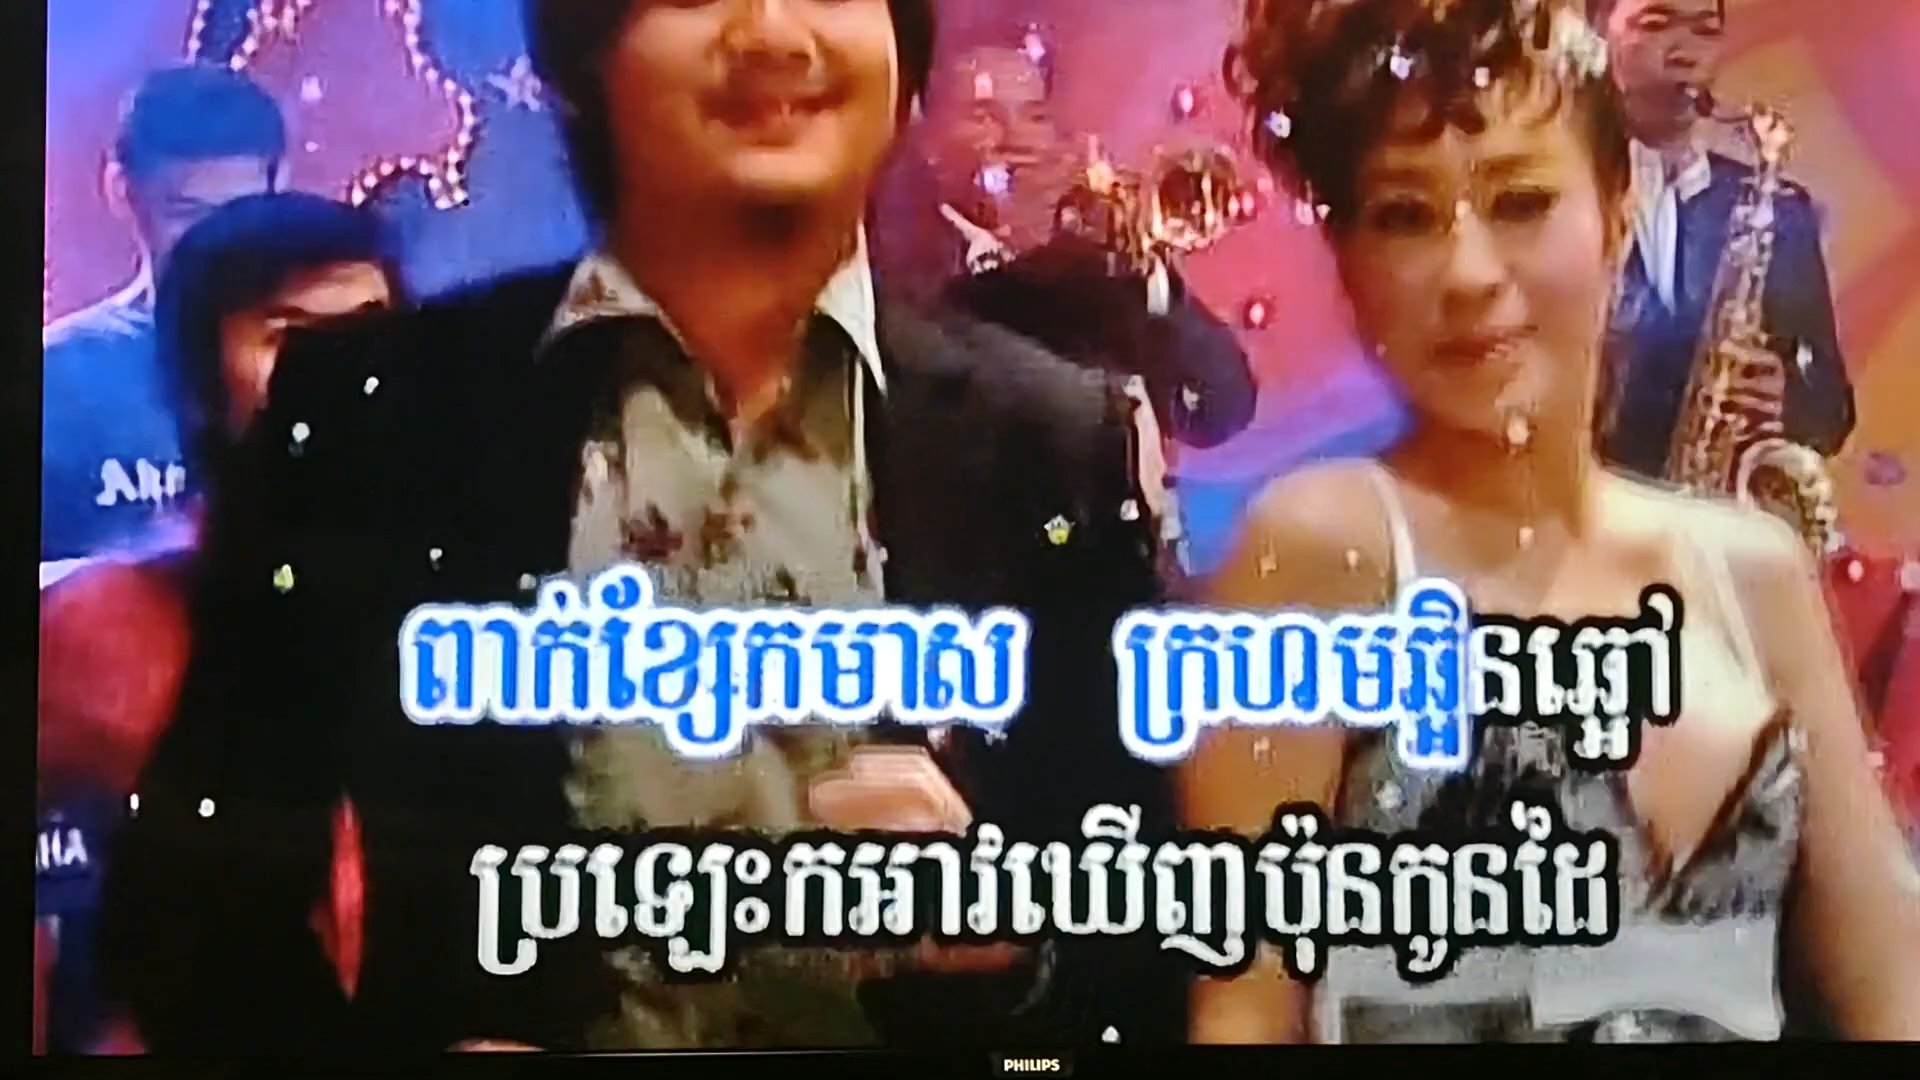 ពាក់ខ្សែកមាស ក្រហមឆ្អិនឆ្អៅ
ប្រឡេះកអាវឃើញប៉ុនកូនដៃ
PHILIPS